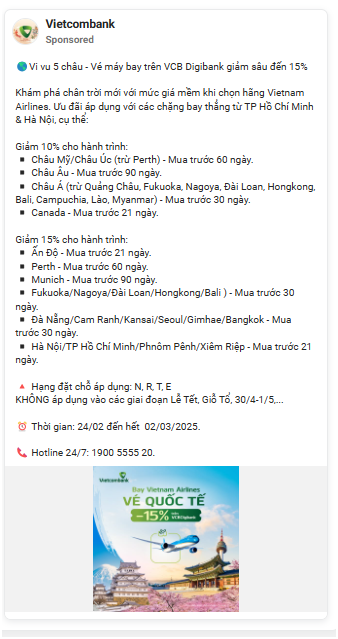 Vietcombank
Sponsored
🌎Vi vu 5 châu - Vé máy bay trên VCB Digibank giảm sâu đến 15%
Khám phá chân trời mới với mức giá mềm khi chọn hãng Vietnam
Airlines. Ưu đãi áp dụng với các chặng bay thẳng từ TP Hồ Chí Minh
& Hà Nội, cụ thể:
Giảm 10% cho hành trình:
▪ Châu Mỹ/Châu Úc (trừ Perth) - Mua trước 60 ngày.
▪ Châu Âu - Mua trước 90 ngày.
▪ Châu Á (trừ Quảng Châu, Fukuoka, Nagoya, Đài Loan, Hongkong,
Bali, Campuchia, Lào, Myanmar) - Mua trước 30 ngày.
▪ Canada - Mua trước 21 ngày.
Giảm 15% cho hành trình:
▪ Ấn Độ - Mua trước 21 ngày.
▪ Perth - Mua trước 60 ngày.
▪ Munich - Mua trước 90 ngày.
▪ Fukuoka/Nagoya/Đài Loan/Hongkong/Bali ) - Mua trước 30
ngày.
▪ Đà Nẵng/Cam Ranh/Kansai/Seoul/Gimhae/Bangkok - Mua
trước 30 ngày.
▪ Hà Nội/TP Hồ Chí Minh/Phnôm Pênh/Xiêm Riệp - Mua trước 21
ngày.
🔺 Hạng đặt chỗ áp dụng: N, R, T, E
KHÔNG áp dụng vào các giai đoạn Lễ Tết, Giỗ Tổ, 30/4-1/5,...
⏰ Thời gian: 24/02 đến hết 02/03/2025.
📞 Hotline 24/7: 1900 5555 20.
Vietcombank
Bay Vietnam Airlines
VÉ QUỐC TẾ
-15% trên VCB Digibank